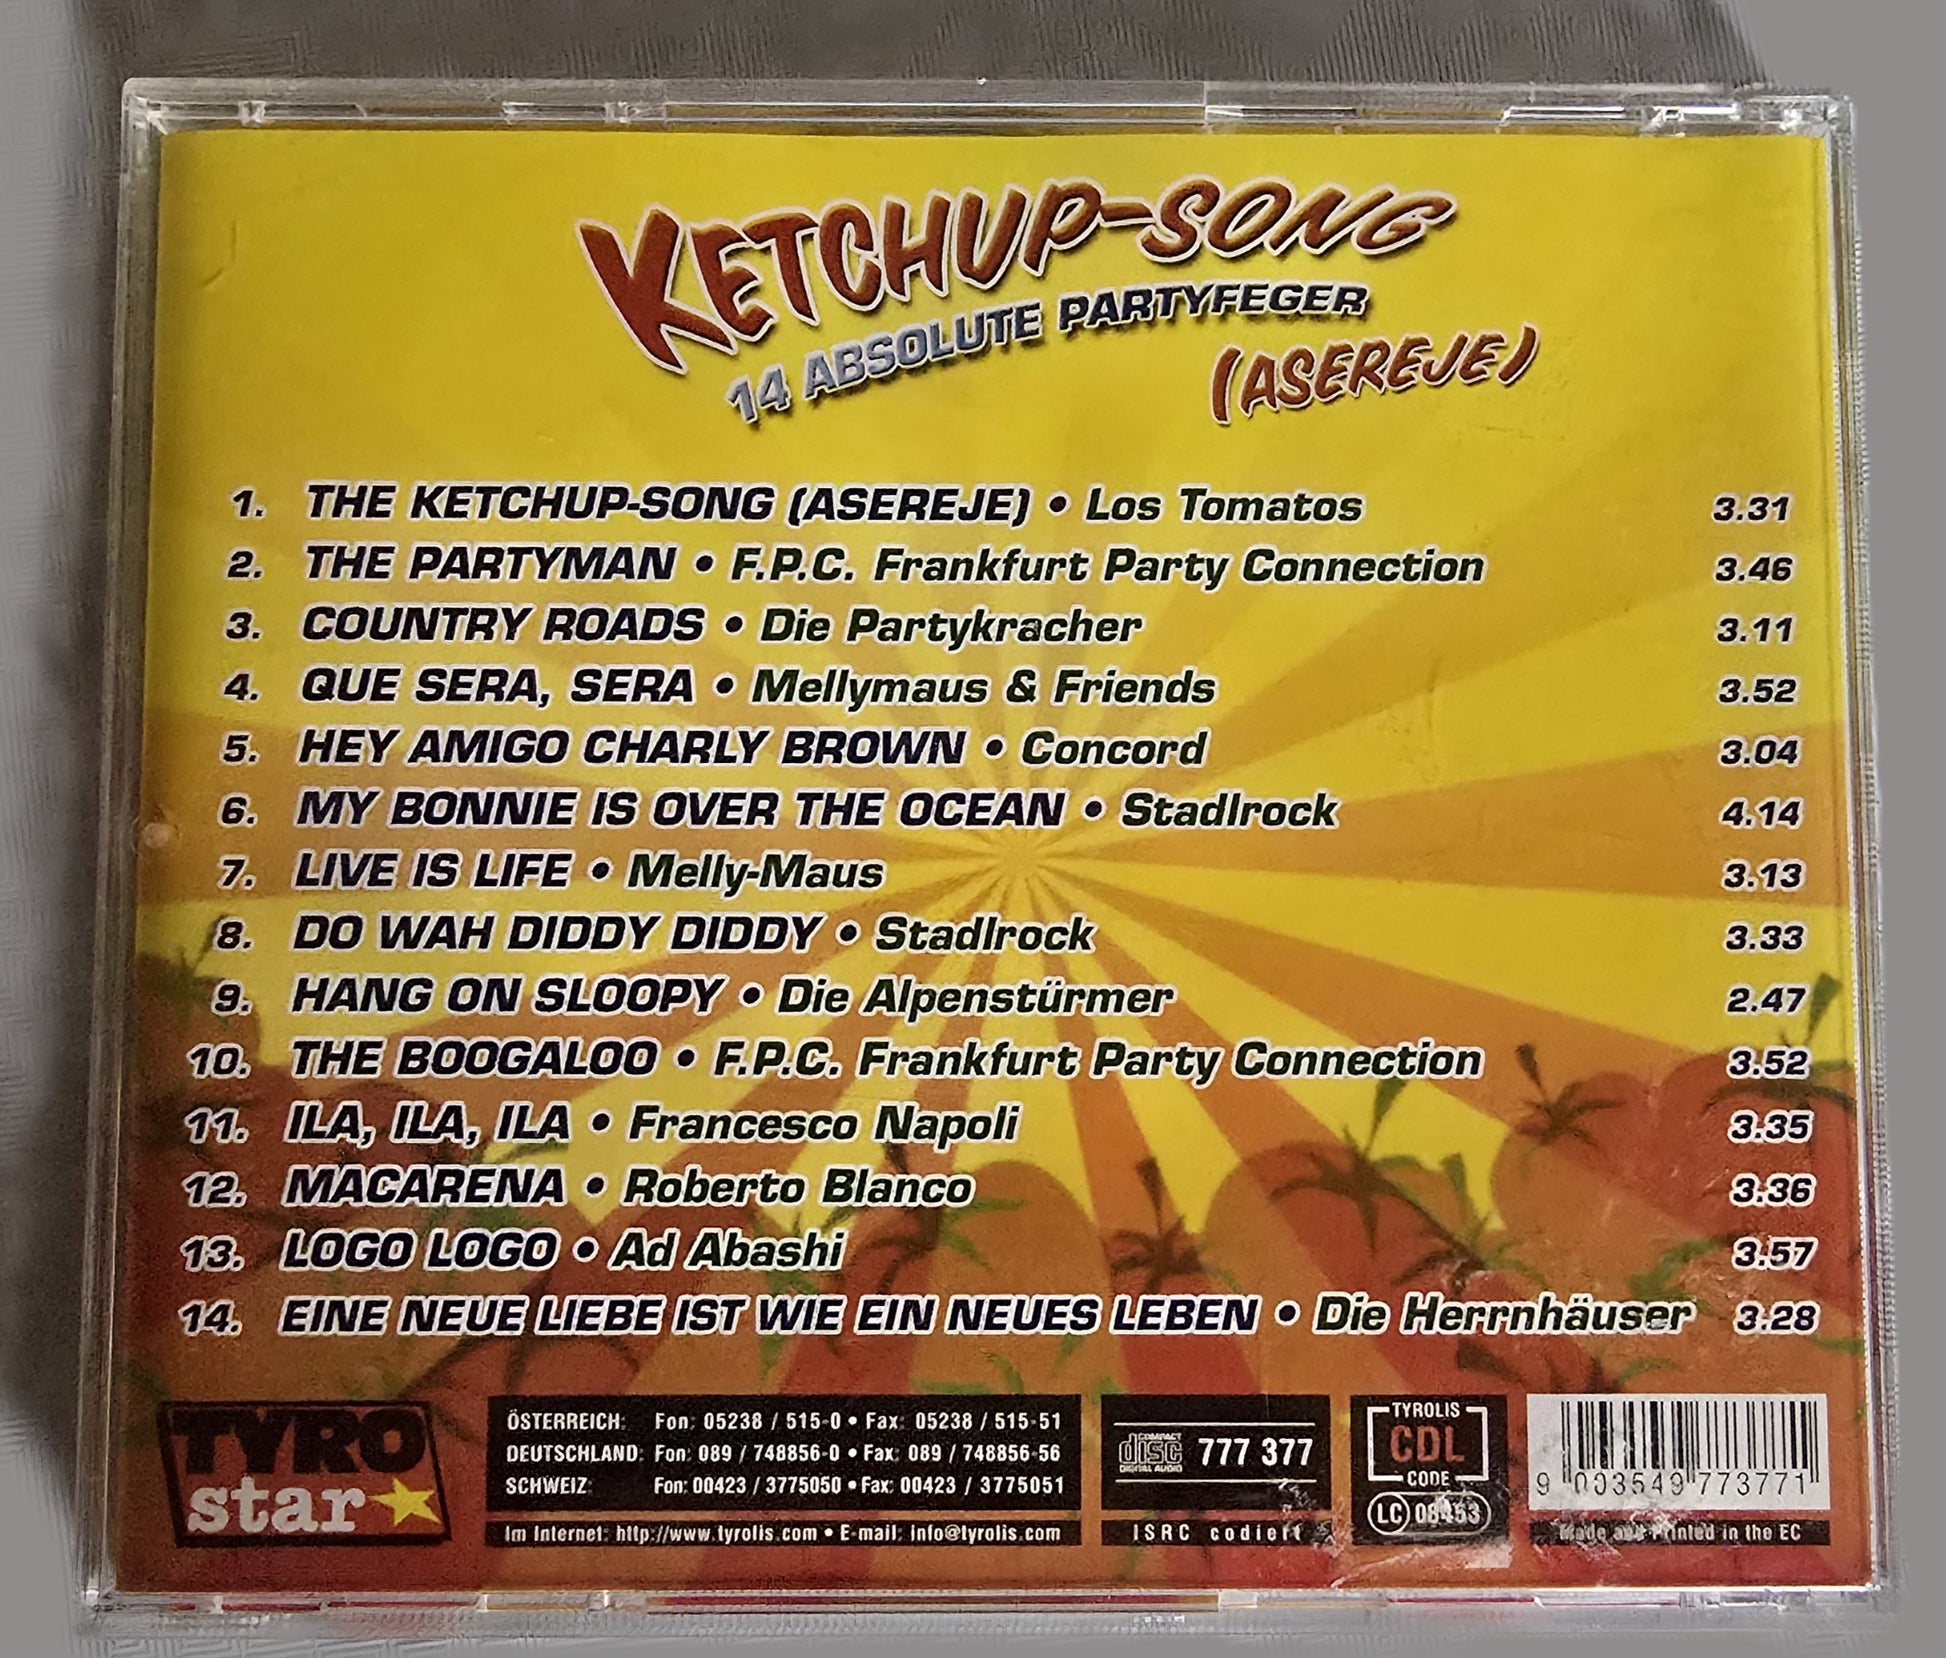 KETCHUP-SONG
14 ABSOLUTE PARTYFEGER
(ASEREJE)
1. THE KETCHUP-SONG (ASEREJE) • Los Tomatos 3.31
2. THE PARTYMAN • F.P.C. Frankfurt Party Connection 3.46
3. COUNTRY ROADS • Die Partykracher 3.11
4. QUE SERA, SERA • Mellymaus & Friends 3.52
5. HEY AMIGO CHARLY BROWN • Concord 3.04
6. MY BONNIE IS OVER THE OCEAN • Stadlrock 4.14
7. LIVE IS LIFE • Melly-Maus 3.13
8. DO WAH DIDDY DIDDY • Stadlrock 3.33
9. HANG ON SLOOPY • Die Alpenstürmer 2.47
10. THE BOOGALOO • F.P.C. Frankfurt Party Connection 3.52
11. ILA, ILA, ILA • Francesco Napoli 3.35
12. MACARENA • Roberto Blanco 3.36
13. LOGO LOGO • Ad Abashi 3.57
14. EINE NEUE LIEBE IST WIE EIN NEUES LEBEN • Die Herrnhäuser 3.28
TYRO
star
ÖSTERREICH: Fon: 05238 / 515-0 • Fax: 05238 / 515-51
DEUTSCHLAND: Fon: 089 / 748856-0 • Fax: 089 / 748856-56
SCHWEIZ: Fon: 00423 / 3775050 • Fax: 00423 / 3775051
Im Internet: http://www.tyrolis.com • E-mail: info@tyrolis.com
COMPACT
disc
DIGITAL AUDIO
777 377
ISRC codiert
TYROLIS
CDL
CODE
LC 08453
9 003549 773771
Made and Printed in the EC